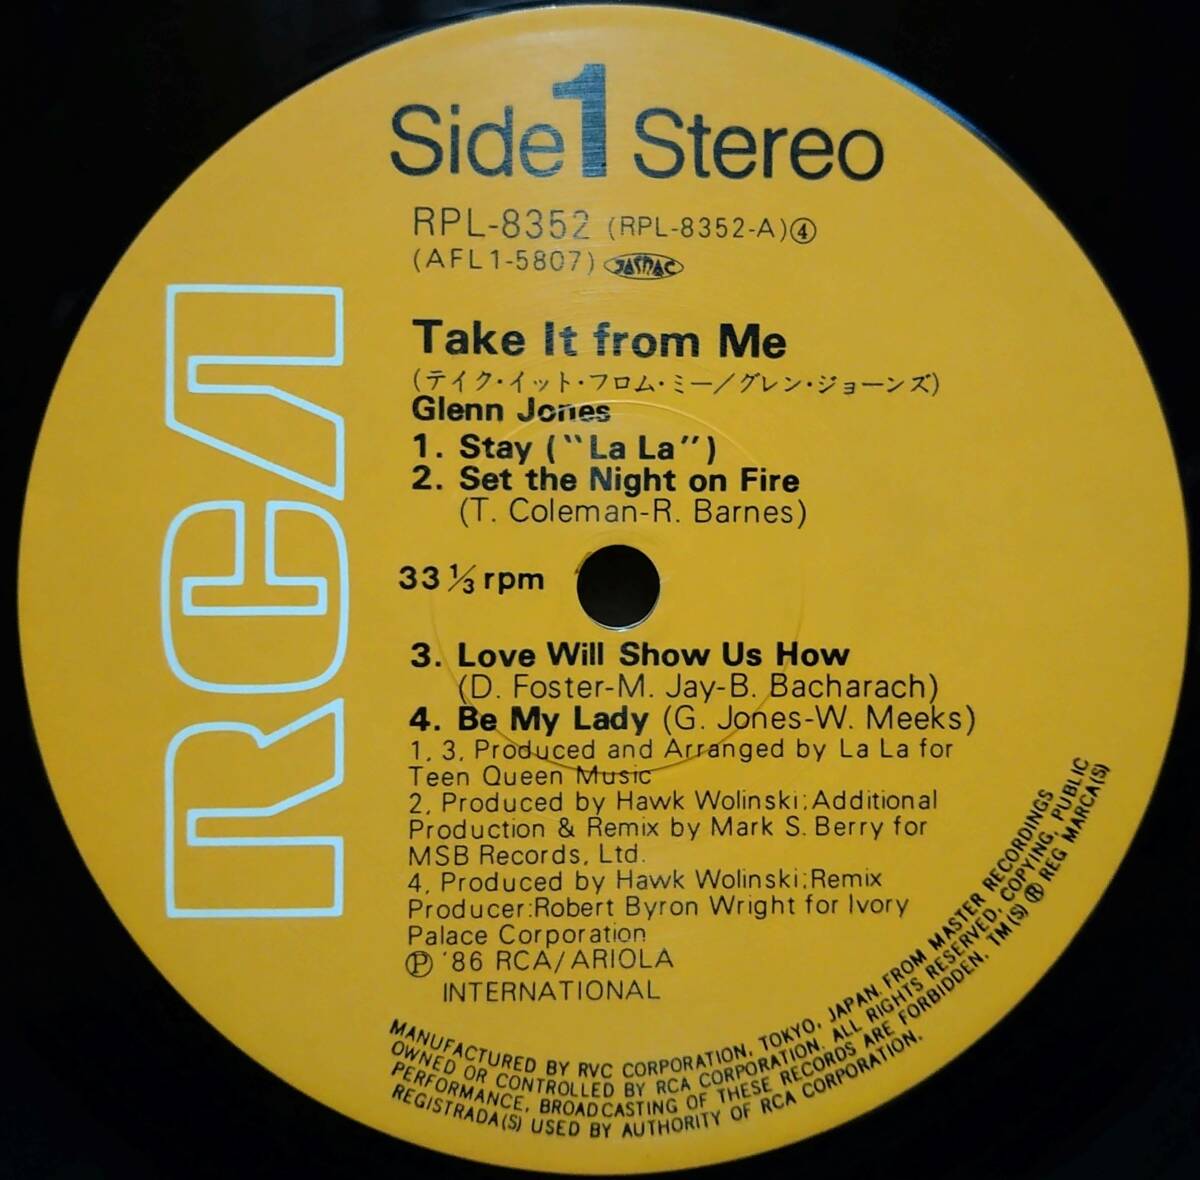 Side 1 Stereo
RPL-8352 (RPL-8352-A)④
(AFL1-5807) JASRAC
Take It from Me
(テイク・イット・フロム・ミー/グレン・ジョーンズ)
Glenn Jones
1. Stay ("La La")
2. Set the Night on Fire
(T. Coleman-R. Barnes)
33 ⅓ rpm
3. Love Will Show Us How
(D. Foster-M. Jay-B. Bacharach)
4. Be My Lady (G. Jones-W. Meeks)
1, 3, Produced and Arranged by La La for
Teen Queen Music
2, Produced by Hawk Wolinski:Additional
Production & Remix by Mark S. Berry for
MSB Records, Ltd.
4, Produced by Hawk Wolinski:Remix
Producer:Robert Byron Wright for Ivory
Palace Corporation
Ⓟ '86 RCA/ARIOLA
INTERNATIONAL
RCA
MANUFACTURED BY RVC CORPORATION, TOKYO, JAPAN, FROM MASTER RECORDINGS
OWNED OR CONTROLLED BY RCA CORPORATION. ALL RIGHTS RESERVED, COPYING, PUBLIC
PERFORMANCE, BROADCASTING OF THESE RECORDS ARE FORBIDDEN. TM(S) ® REG MARCA(S)
REGISTRADA(S) USED BY AUTHORITY OF RCA CORPORATION.